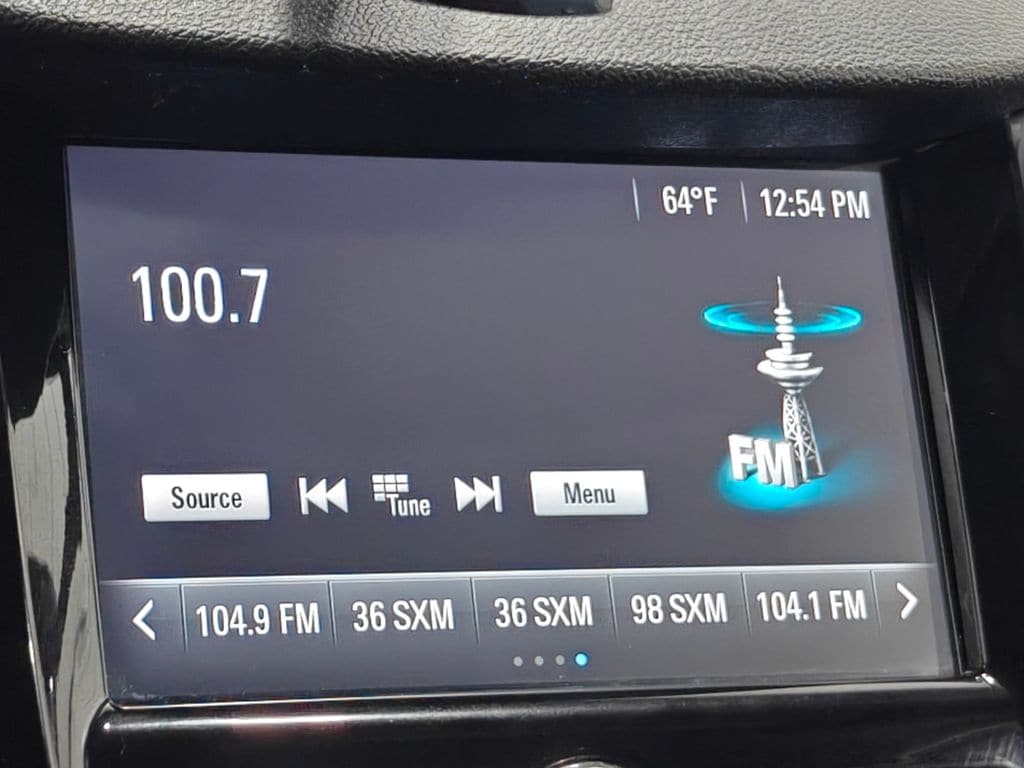 64°F 12:54 PM
100.7
FM
Source Tune Menu
104.9 FM 36 SXM 36 SXM 98 SXM 104.1 FM